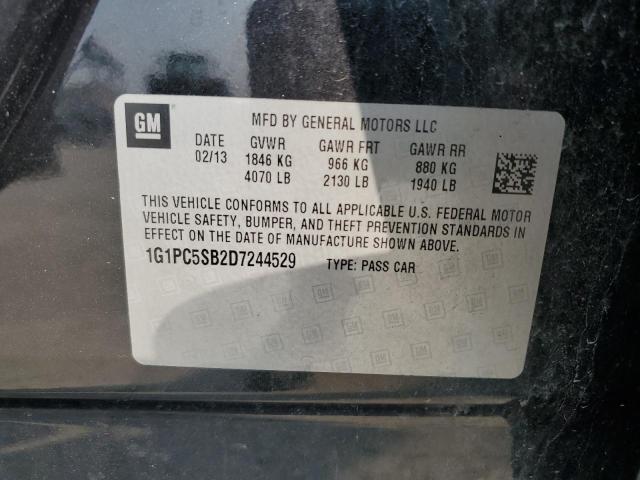 GM
MFD BY GENERAL MOTORS LLC
DATE GVWR GAWR FRT GAWR RR
02/13 1846 KG 966 KG 880 KG
4070 LB 2130 LB 1940 LB
THIS VEHICLE CONFORMS TO ALL APPLICABLE U.S. FEDERAL MOTOR
VEHICLE SAFETY, BUMPER, AND THEFT PREVENTION STANDARDS IN
EFFECT ON THE DATE OF MANUFACTURE SHOWN ABOVE.
1G1PC5SB2D7244529 TYPE: PASS CAR